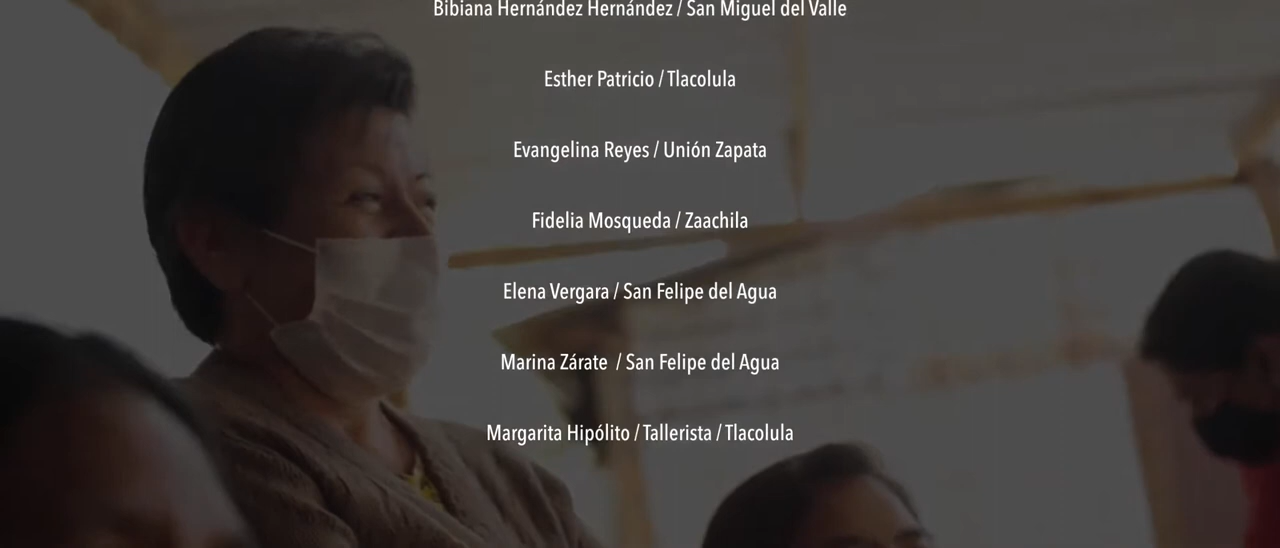 Bibiana Hernández Hernández / San Miguel del Valle
Esther Patricio / Tlacolula
Evangelina Reyes / Unión Zapata
Fidelia Mosqueda / Zaachila
Elena Vergara / San Felipe del Agua
Marina Zárate / San Felipe del Agua
Margarita Hipólito / Tallerista / Tlacolula